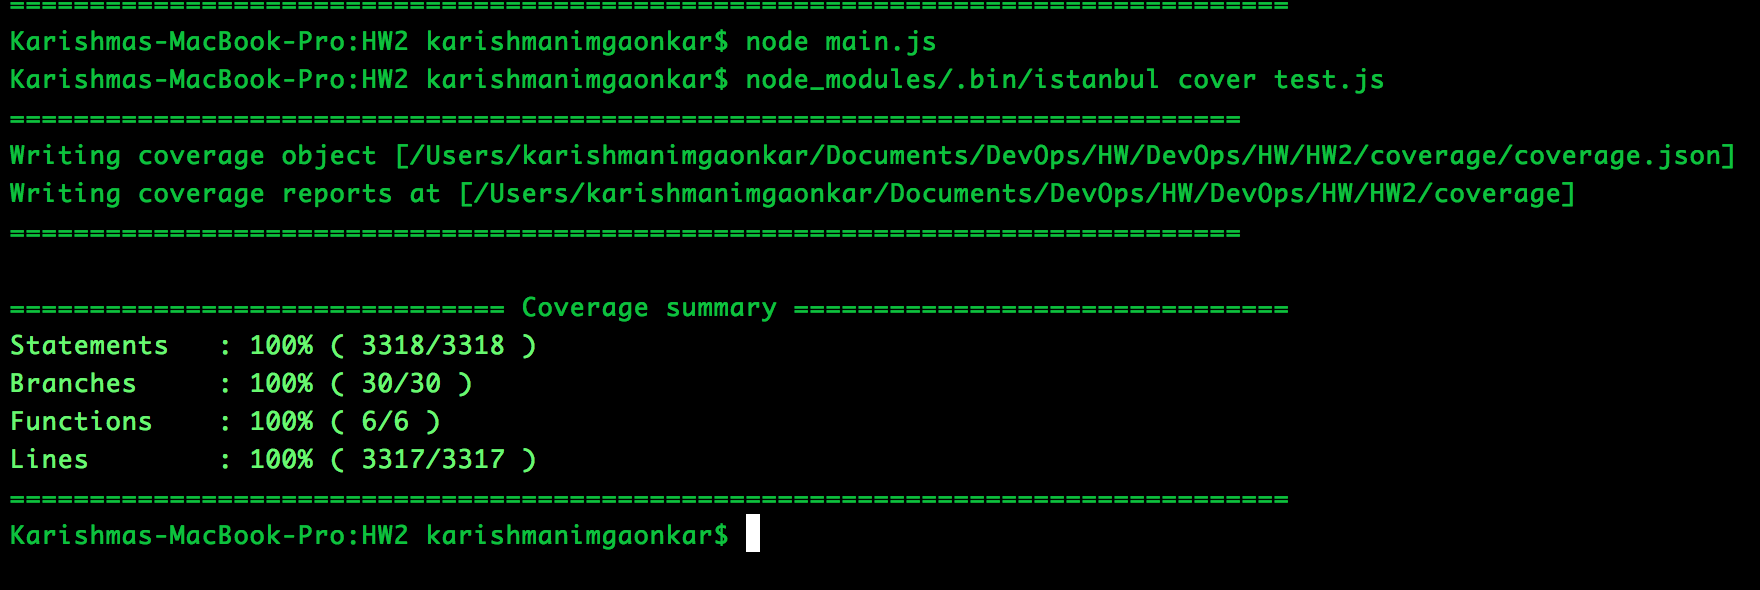 ================================================================================
Karishmas-MacBook-Pro:HW2 karishmanimgaonkar$ node main.js
Karishmas-MacBook-Pro:HW2 karishmanimgaonkar$ node_modules/.bin/istanbul cover test.js
=============================================================================
Writing coverage object [/Users/karishmanimgaonkar/Documents/DevOps/HW/DevOps/HW/HW2/coverage/coverage.json]
Writing coverage reports at [/Users/karishmanimgaonkar/Documents/DevOps/HW/DevOps/HW/HW2/coverage]
=============================================================================
=============================== Coverage summary ===============================
Statements   : 100% ( 3318/3318 )
Branches     : 100% ( 30/30 )
Functions    : 100% ( 6/6 )
Lines        : 100% ( 3317/3317 )
================================================================================
Karishmas-MacBook-Pro:HW2 karishmanimgaonkar$